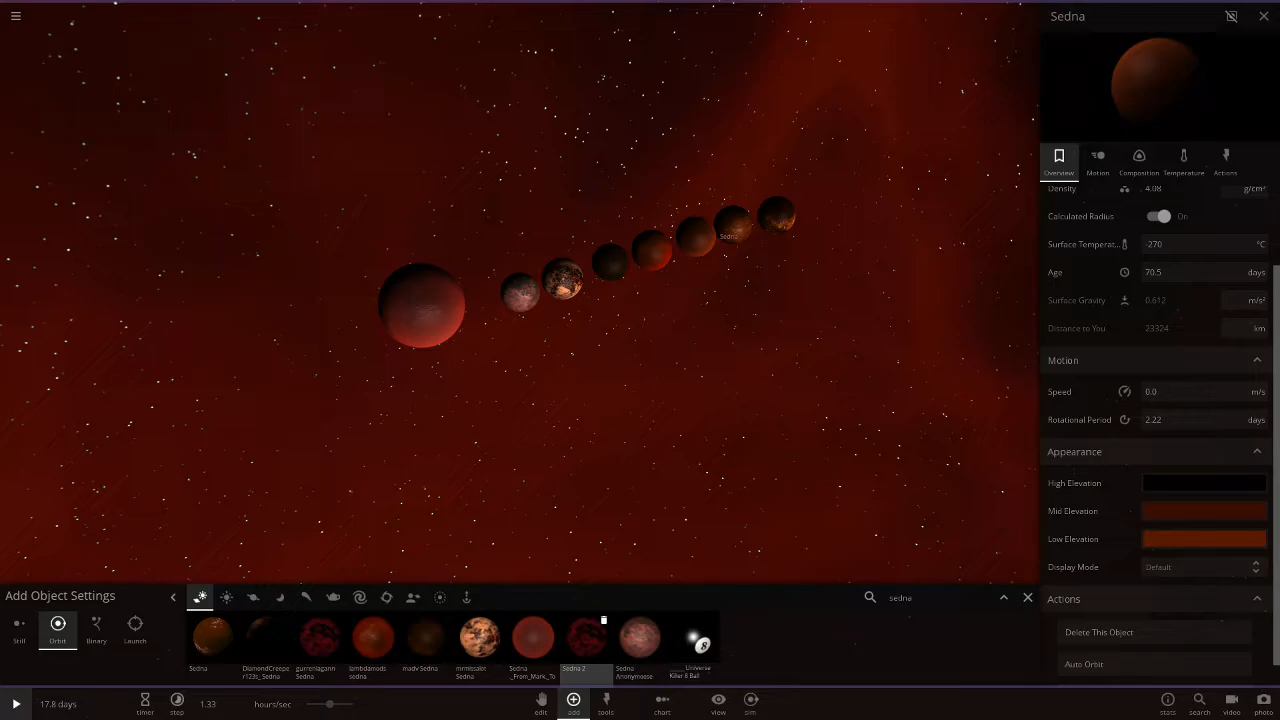 Sedna
Overview
Motion
Composition
Temperature
Actions
Density
4.08
g/cm³
Calculated Radius
On
Surface Temperat...
-270
°C
Age
70.5
days
Surface Gravity
0.612
m/s²
Distance to You
23324
km
Motion
Speed
0.0
m/s
Rotational Period
2.22
days
Appearance
High Elevation
Mid Elevation
Low Elevation
Display Mode
Default
Actions
Delete This Object
Auto Orbit
Sedna
Add Object Settings
Still
Orbit
Binary
Launch
sedna
Sedna
DiamondCreepe
r123s_Sedna
gurrenlagann
Sedna
lambdamods
sedna
madv Sedna
mrmissalot
Sedna
Sedna
_From_Mark_To
Sedna 2
Sedna
Anonymoose
___Universe
Killer 8 Ball
17.8 days
timer
step
1.33
hours/sec
edit
add
tools
chart
view
sim
stats
search
video
photo